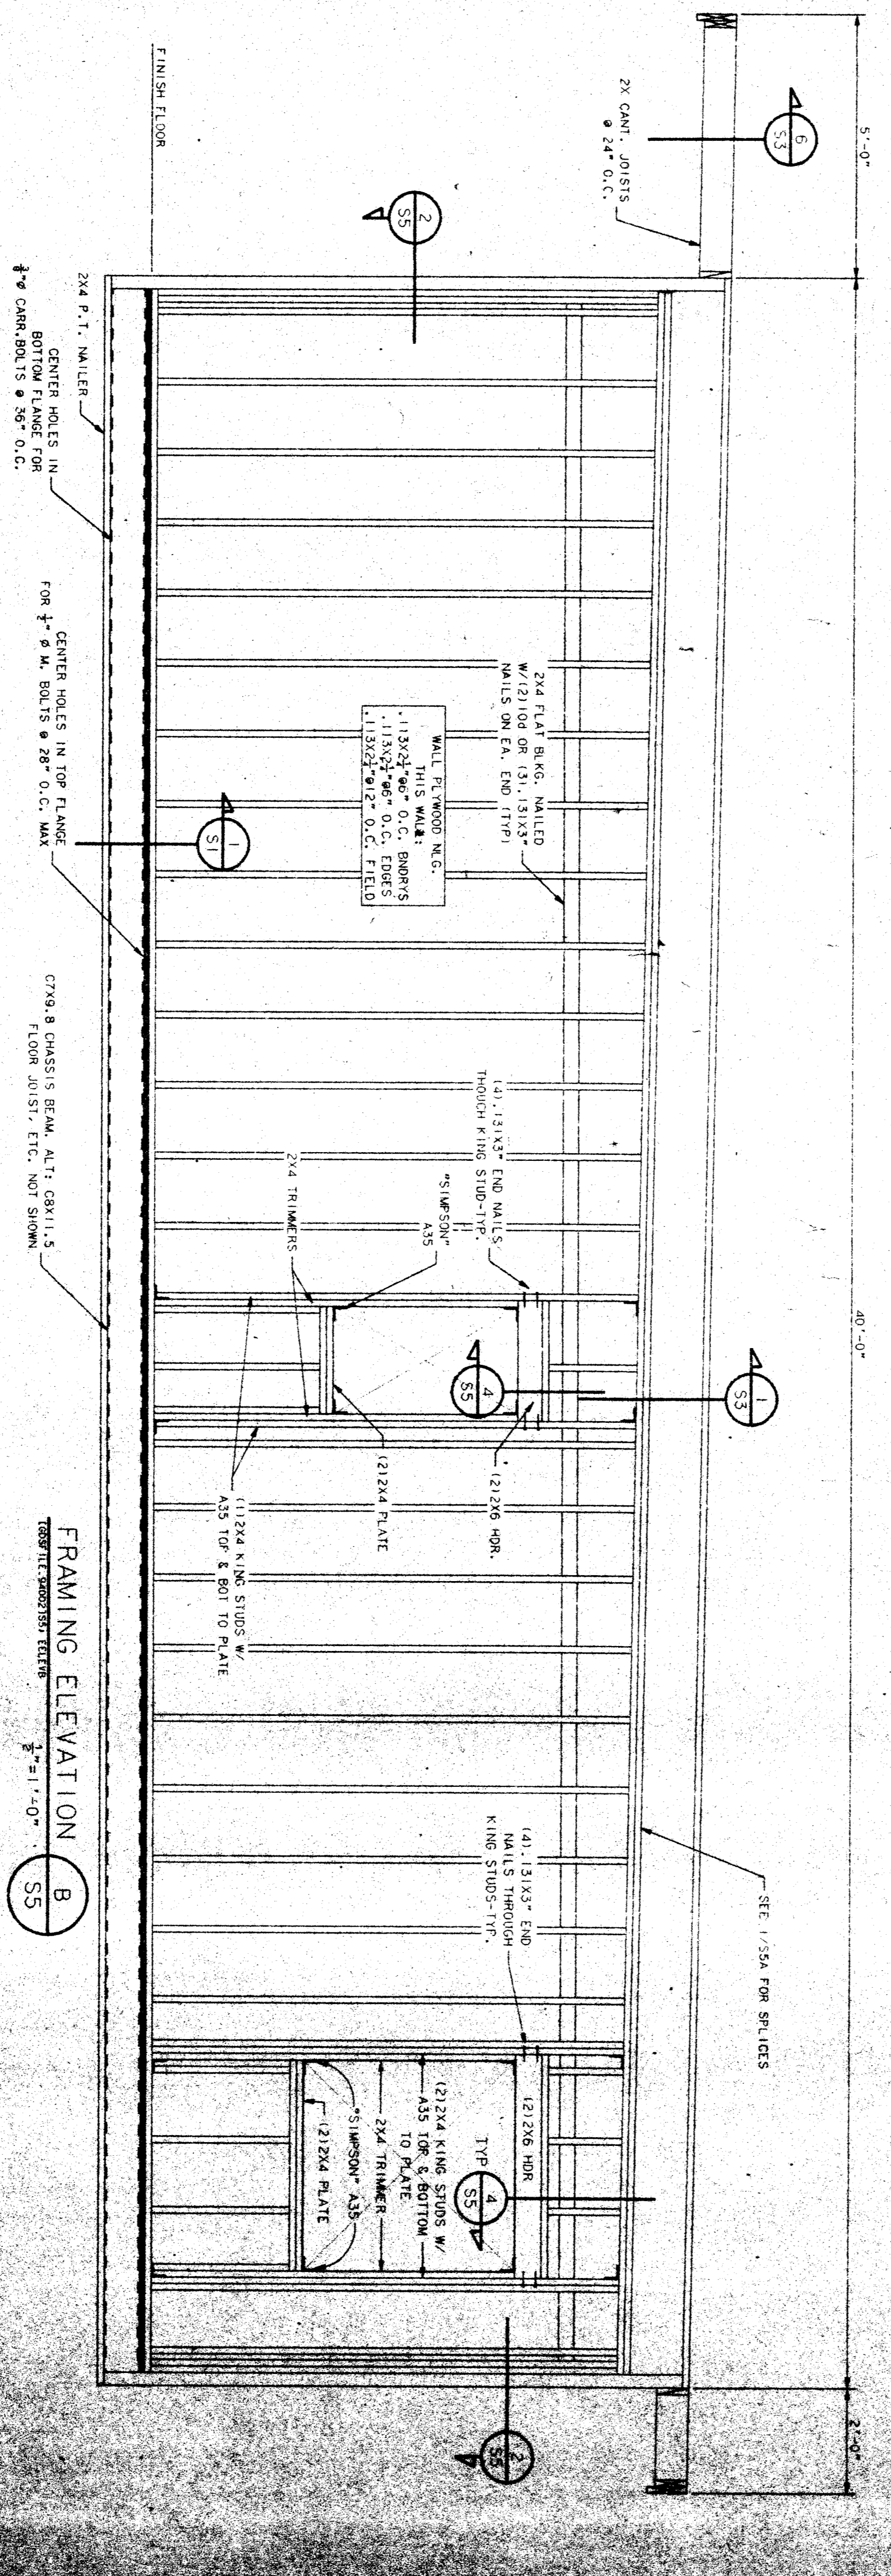 5'-0"
40'-0"
2'-0"
6
S3
2X CANT. JOISTS
@ 24" O.C.
1
S3
SEE 1/S5A FOR SPLICES
FINISH FLOOR
2
S5
2X4 FLAT BLKG. NAILED
W/(2)10d OR (3).131X3"
NAILS ON EA. END (TYP)
WALL PLYWOOD NLG.
THIS WALL:
.113X2¼"@6" O.C. BNDRYS
.113X2¼"@6" O.C. EDGES
.113X2¼"@12" O.C. FIELD
1
S1
(4).131X3" END NAILS
THOUGH KING STUD-TYP.
"SIMPSON"
A35
2X4 TRIMMERS
4
S5
(2)2X6 HDR.
(2)2X4 PLATE
(1)2X4 KING STUDS W/
A35 TOP & BOT TO PLATE
(4).131X3" END
NAILS THROUGH
KING STUDS-TYP.
(2)2X6 HDR
TYP
4
S5
(2)2X4 KING STUDS W/
A35 TOP & BOTTOM
TO PLATE
2X4 TRIMMER
"SIMPSON" A35
(2)2X4 PLATE
2
S5
2X4 P.T. NAILER
CENTER HOLES IN
BOTTOM FLANGE FOR
⅜"Ø CARR.BOLTS @ 36" O.C.
CENTER HOLES IN TOP FLANGE
FOR ½" Ø M. BOLTS @ 28" O.C. MAX
C7X9.8 CHASSIS BEAM. ALT: C8X11.5
FLOOR JOIST, ETC. NOT SHOWN
FRAMING ELEVATION
½"=1'-0"
B
S5